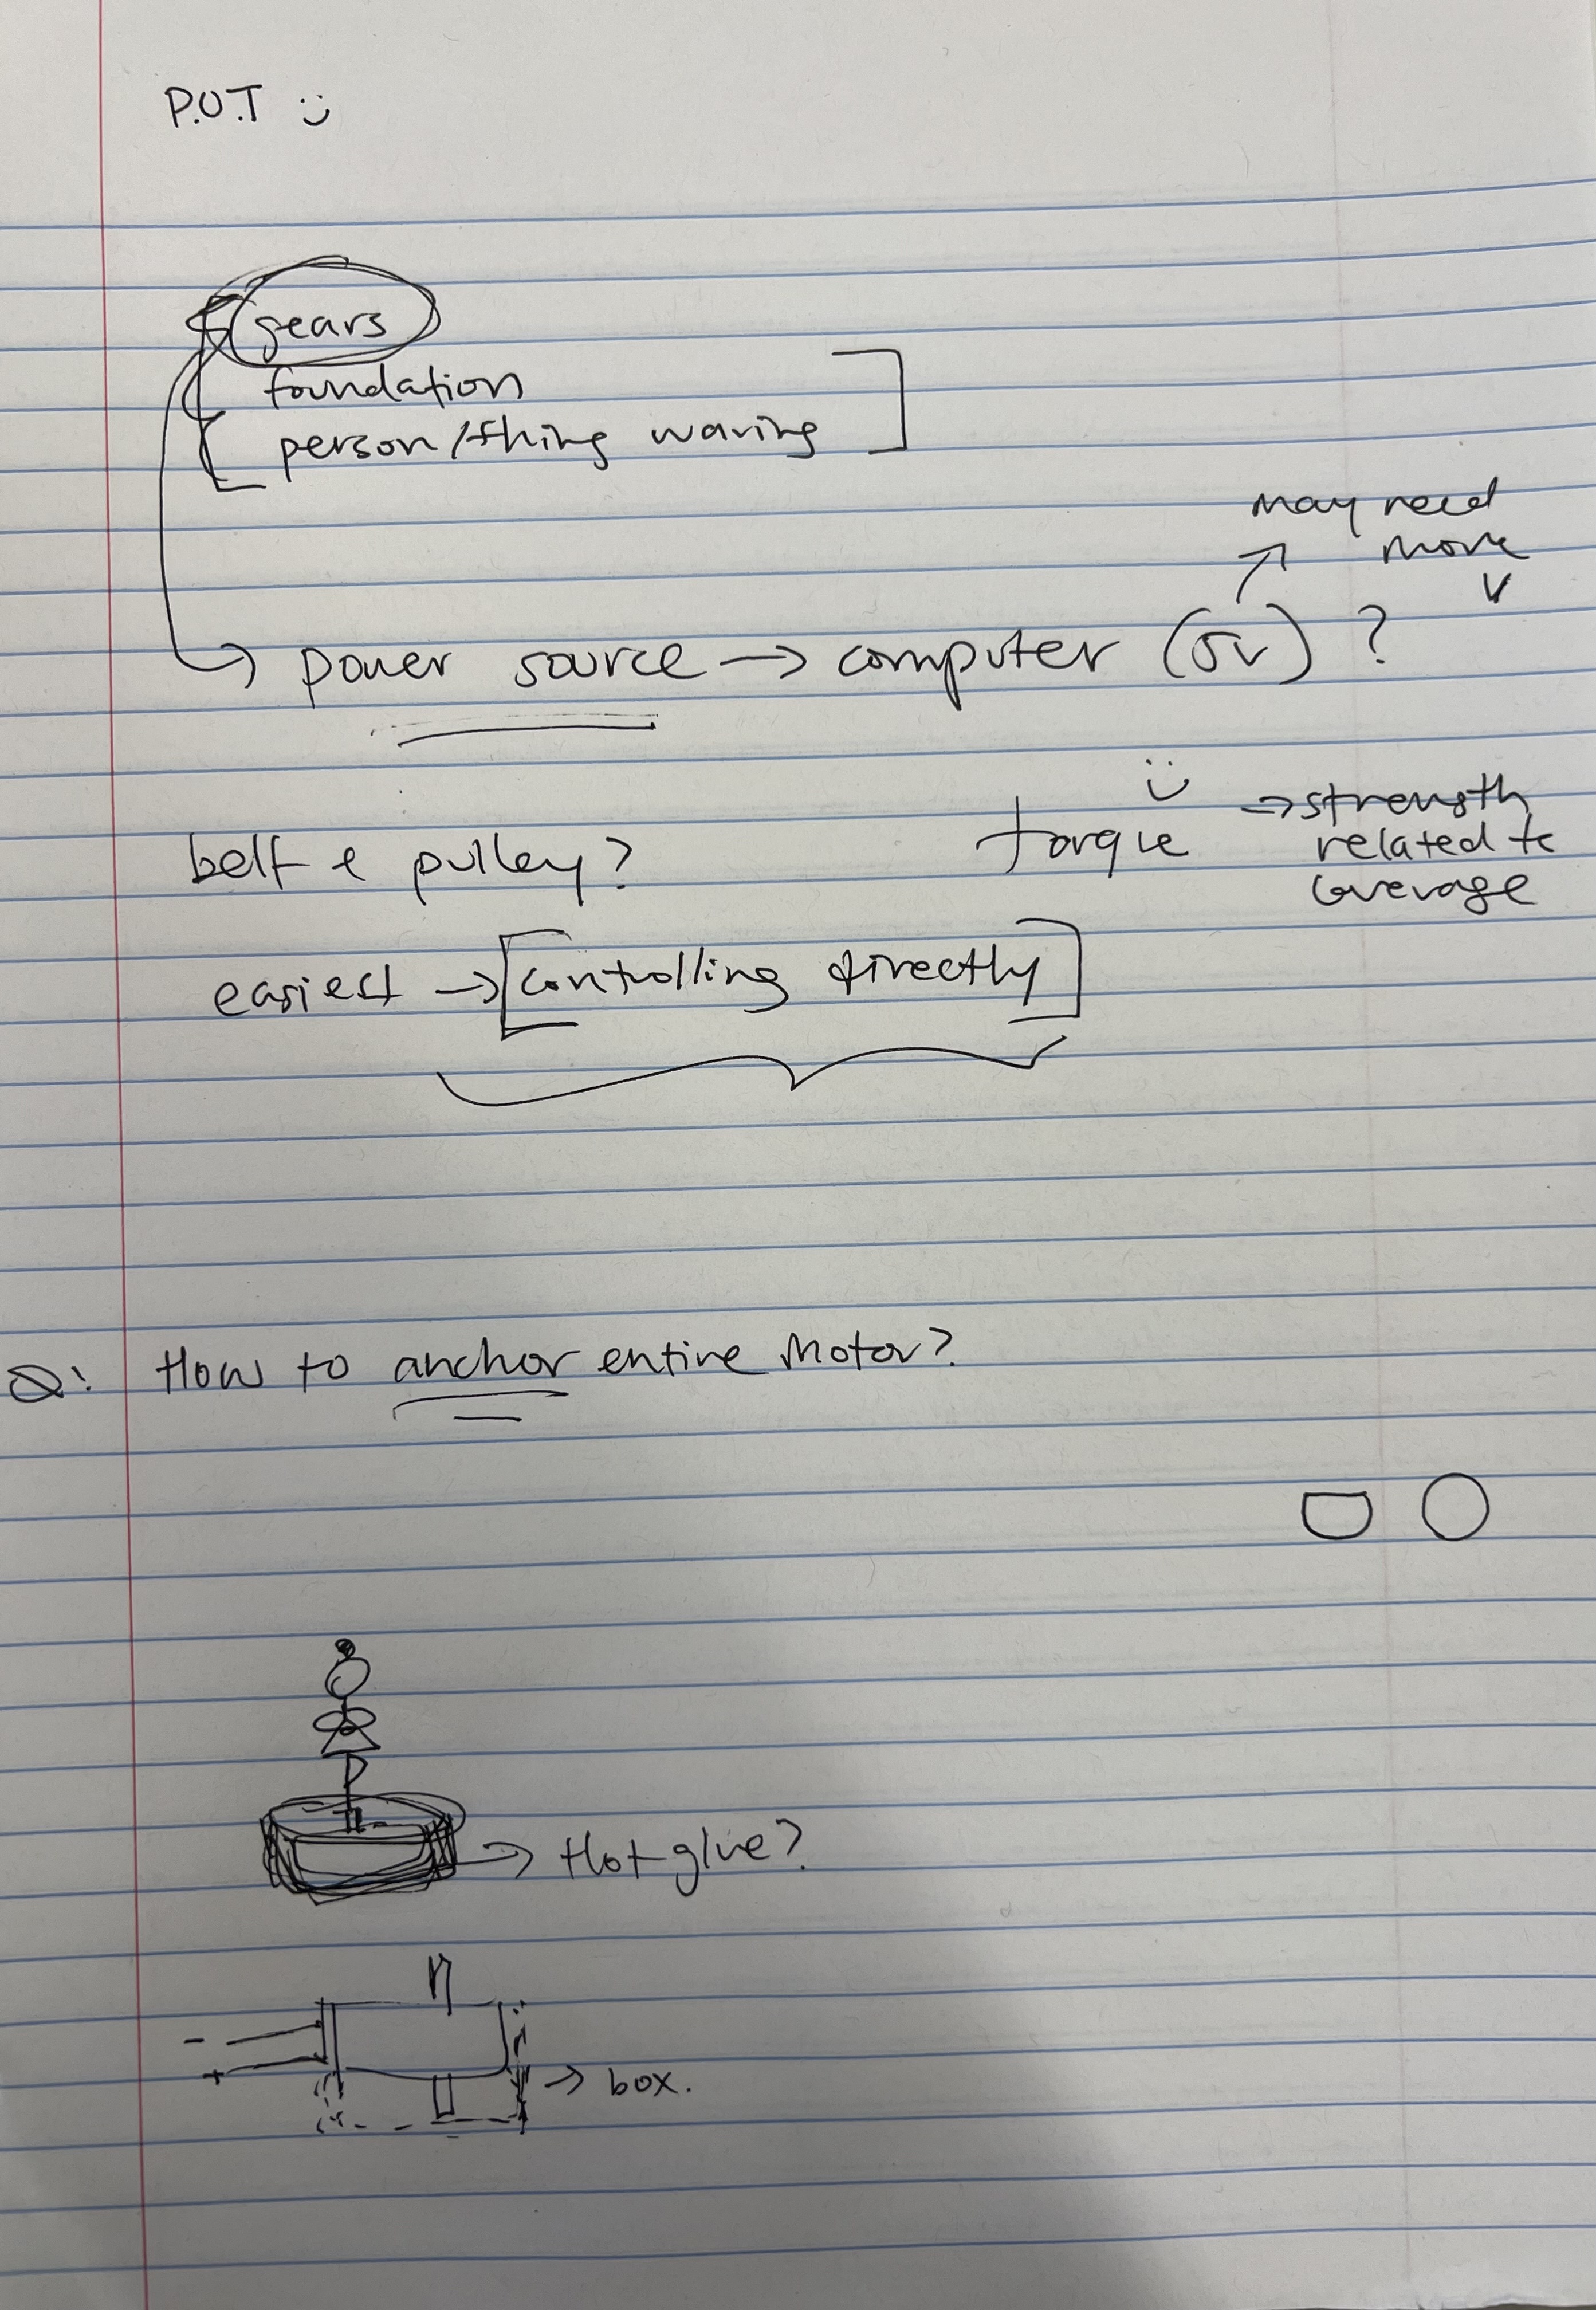 P.O.T :)
gears
foundation
person/thing waving
may need
more
V
power source → computer (5V) ?
belt & pulley?
torque :) → strength
related to
leverage
easiest → [controlling directly]
Q: How to anchor entire motor?
→ Hot glue?
-
+
→ box.